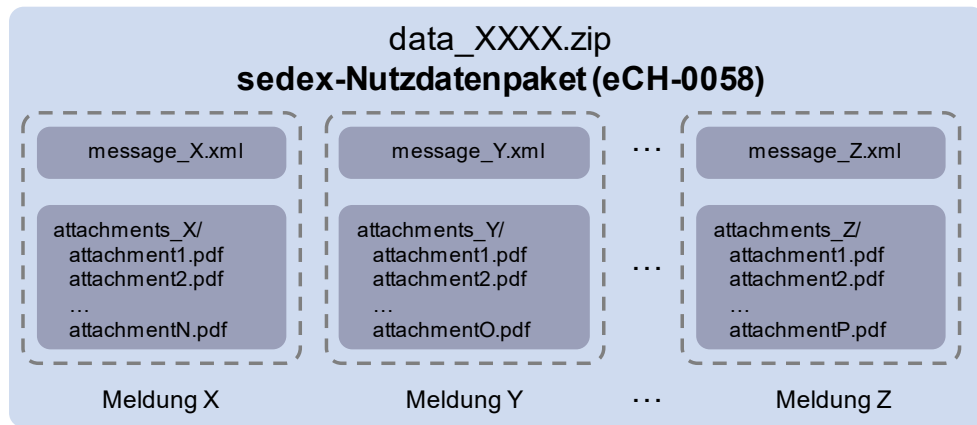 data_XXXX.zip
sedex-Nutzdatenpaket (eCH-0058)
message_X.xml
attachments_X/
attachment1.pdf
attachment2.pdf
…
attachmentN.pdf
Meldung X
message_Y.xml
attachments_Y/
attachment1.pdf
attachment2.pdf
…
attachmentO.pdf
Meldung Y
…
…
…
message_Z.xml
attachments_Z/
attachment1.pdf
attachment2.pdf
…
attachmentP.pdf
Meldung Z